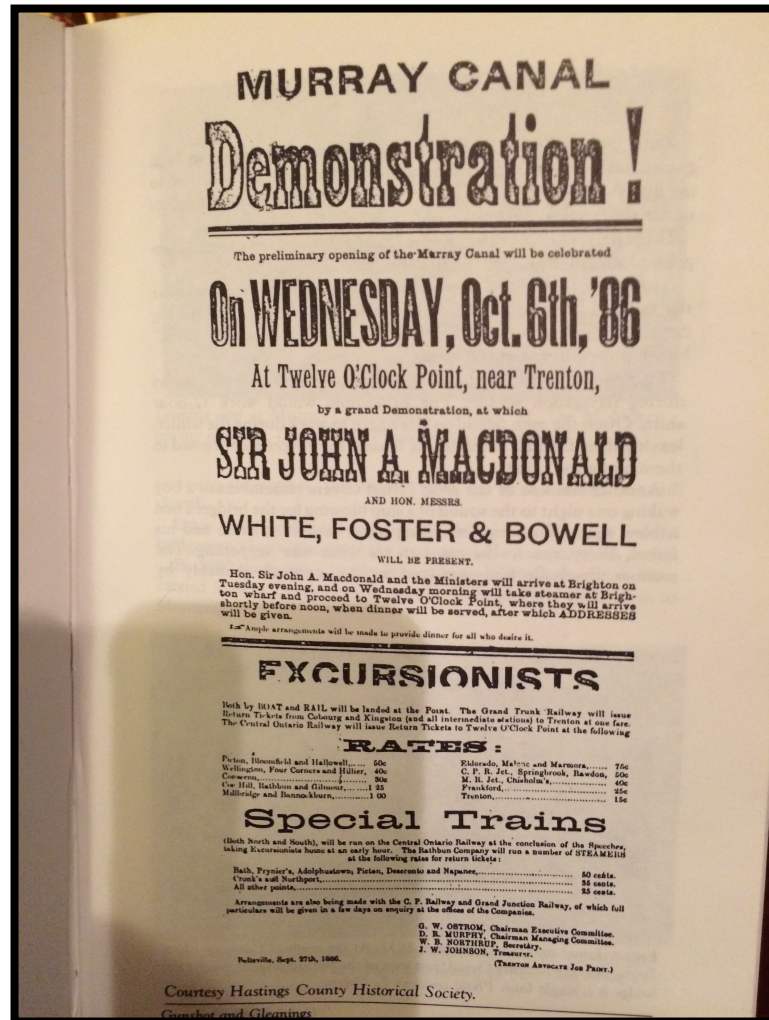 MURRAY CANAL
Demonstration !
The preliminary opening of the Murray Canal will be celebrated
On WEDNESDAY, Oct. 6th, '86
At Twelve O'Clock Point, near Trenton,
by a grand Demonstration, at which
SIR JOHN A. MACDONALD
AND HON. MESSRS.
WHITE, FOSTER & BOWELL
WILL BE PRESENT.
Hon. Sir John A. Macdonald and the Ministers will arrive at Brighton on
Tuesday evening, and on Wednesday morning will take steamer at Brigh-
ton wharf and proceed to Twelve O'Clock Point, where they will arrive
shortly before noon, when dinner will be served, after which ADDRESSES
will be given.
☞ Ample arrangements will be made to provide dinner for all who desire it.
EXCURSIONISTS
Both by BOAT and RAIL will be landed at the Point. The Grand Trunk Railway will issue
Return Tickets from Cobourg and Kingston (and all intermediate stations) to Trenton at one fare.
The Central Ontario Railway will issue Return Tickets to Twelve O'Clock Point at the following
RATES :
Picton, Bloomfield and Hallowell,...... 50c
Wellington, Four Corners and Hillier, 40c
Consecon,.................... 30c
Coe Hill, Rathbun and Gilmour,......1 25
Millbridge and Bannockburn,..........1 00
Eldorado, Malone and Marmora,...... 75c
C. P. R. Jct., Springbrook, Rawdon, 50c
M. R. Jct., Chisholm's,.................... 40c
Frankford,.................... 25c
Trenton,.................... 15c
Special Trains
(Both North and South), will be run on the Central Ontario Railway at the conclusion of the Speeches,
taking Excursionists home at an early hour. The Rathbun Company will run a number of STEAMERS
at the following rates for return tickets :
Bath, Prynier's, Adolphustown, Picton, Deseronto and Napanee,.................... 50 cents.
Cronk's and Northport,.................... 35 cents.
All other points,.................... 25 cents.
Arrangements are also being made with the C. P. Railway and Grand Junction Railway, of which full
particulars will be given in a few days on enquiry at the offices of the Companies.
G. W. OSTROM, Chairman Executive Committee.
D. R. MURPHY, Chairman Managing Committee.
W. B. NORTHRUP, Secretary.
J. W. JOHNSON, Treasurer.
Belleville, Sept. 27th, 1886.
(TRENTON ADVOCATE JOB PRINT.)
Courtesy Hastings County Historical Society.
Gunshot and Gleanings